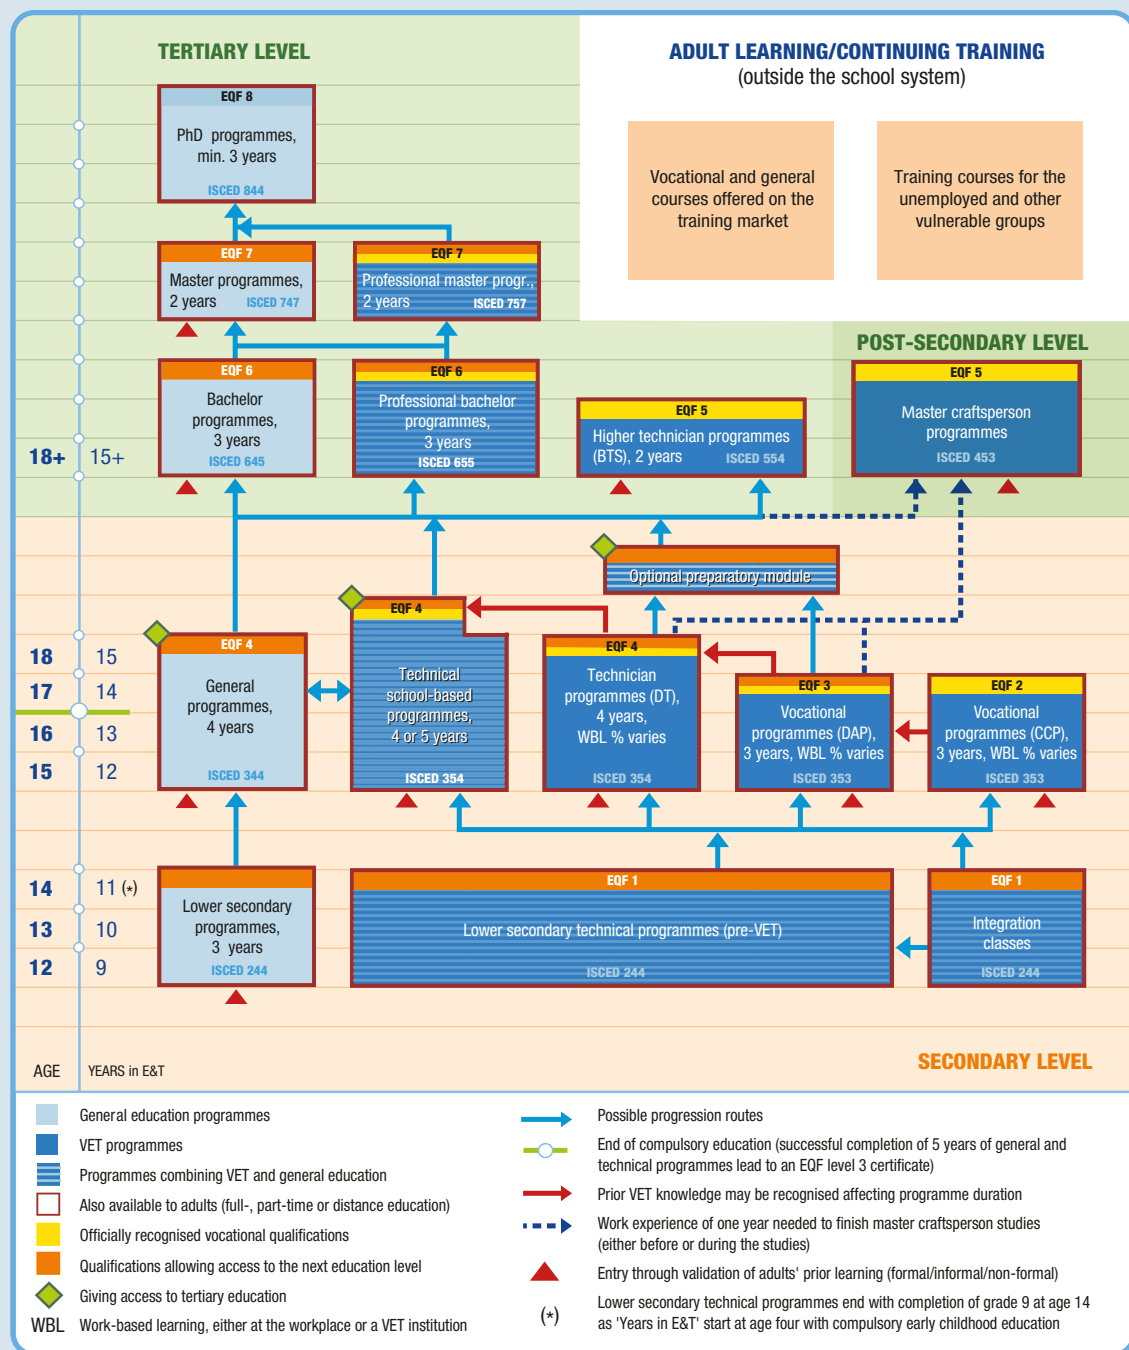 TERTIARY LEVEL
ADULT LEARNING/CONTINUING TRAINING
(outside the school system)
EQF 8
PhD programmes,
min. 3 years
ISCED 844
Vocational and general
courses offered on the
training market
Training courses for the
unemployed and other
vulnerable groups
EQF 7
Master programmes,
2 years ISCED 747
EQF 7
Professional master progr.,
2 years ISCED 757
POST-SECONDARY LEVEL
EQF 6
Bachelor
programmes,
3 years
ISCED 645
EQF 6
Professional bachelor
programmes,
3 years
ISCED 655
EQF 5
Higher technician programmes
(BTS), 2 years ISCED 554
EQF 5
Master craftsperson
programmes
ISCED 453
18+ 15+
Optional preparatory module
EQF 4
General
programmes,
4 years
ISCED 344
EQF 4
Technical
school-based
programmes,
4 or 5 years
ISCED 354
EQF 4
Technician
programmes (DT),
4 years,
WBL % varies
ISCED 354
EQF 3
Vocational
programmes (DAP),
3 years, WBL % varies
ISCED 353
EQF 2
Vocational
programmes (CCP),
3 years, WBL % varies
ISCED 353
18 15
17 14
16 13
15 12
14 11 (*)
13 10
12 9
Lower secondary
programmes,
3 years
ISCED 244
EQF 1
Lower secondary technical programmes (pre-VET)
ISCED 244
EQF 1
Integration
classes
ISCED 244
AGE YEARS in E&T
SECONDARY LEVEL
General education programmes
VET programmes
Programmes combining VET and general education
Also available to adults (full-, part-time or distance education)
Officially recognised vocational qualifications
Qualifications allowing access to the next education level
Giving access to tertiary education
WBL Work-based learning, either at the workplace or a VET institution
Possible progression routes
End of compulsory education (successful completion of 5 years of general and
technical programmes lead to an EQF level 3 certificate)
Prior VET knowledge may be recognised affecting programme duration
Work experience of one year needed to finish master craftsperson studies
(either before or during the studies)
Entry through validation of adults' prior learning (formal/informal/non-formal)
(*) Lower secondary technical programmes end with completion of grade 9 at age 14
as 'Years in E&T' start at age four with compulsory early childhood education